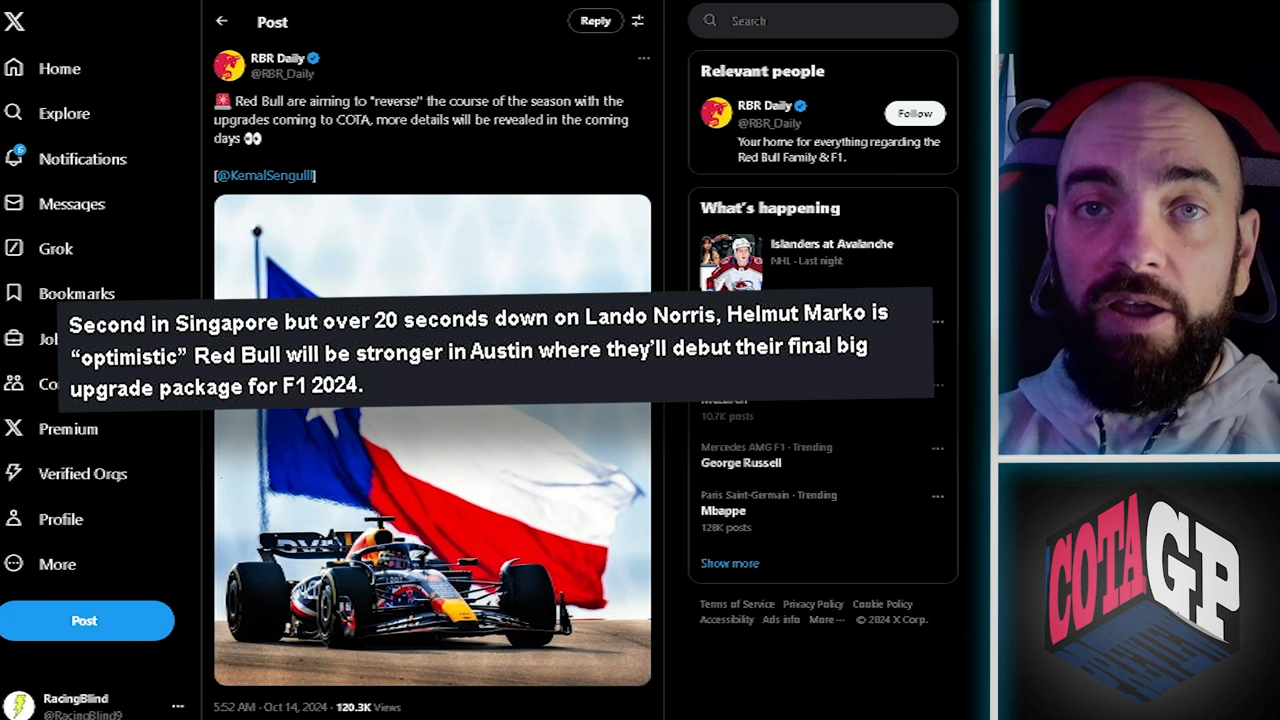 Post
Reply
Search
Home
Explore
Notifications
6
Messages
Grok
Bookmarks
Premium
Verified Orgs
Profile
More
Post
RacingBlind
@RacingBlind9
RBR Daily
@RBR_Daily
🚨 Red Bull are aiming to "reverse" the course of the season with the
upgrades coming to COTA, more details will be revealed in the coming
days 👀
[@KemalSengulll]
Second in Singapore but over 20 seconds down on Lando Norris, Helmut Marko is
“optimistic” Red Bull will be stronger in Austin where they’ll debut their final big
upgrade package for F1 2024.
5:52 AM · Oct 14, 2024 · 120.3K Views
Relevant people
RBR Daily
@RBR_Daily
Follow
Your home for everything regarding the
Red Bull Family & F1.
What’s happening
Islanders at Avalanche
NHL · Last night
10.7K posts
Mercedes AMG F1 · Trending
George Russell
Paris Saint-Germain · Trending
Mbappe
128K posts
Show more
Terms of Service Privacy Policy Cookie Policy
Accessibility Ads info More ··· © 2024 X Corp.
COTA GP
PREVIEW